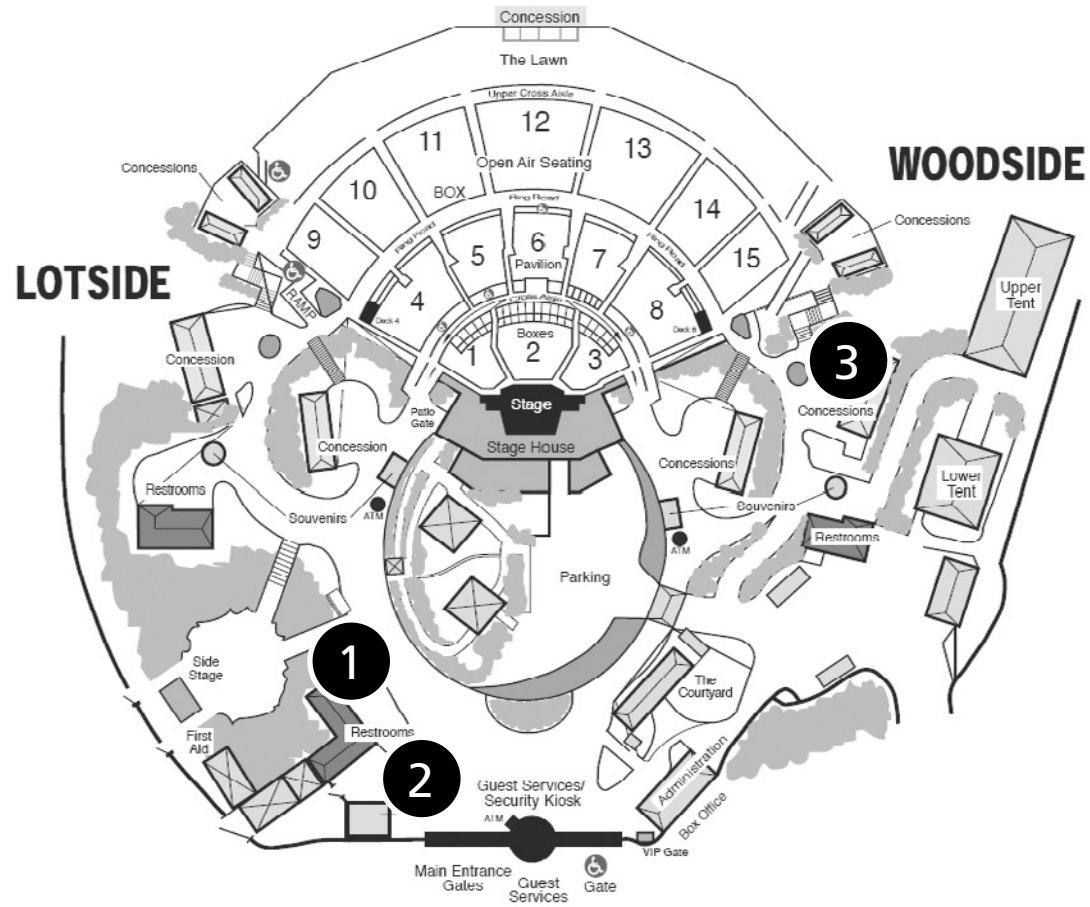 Concession
The Lawn
Upper Cross Aisle
12
11
13
Open Air Seating
WOODSIDE
Concessions
10
BOX
Ring Road
14
Concessions
9
Ring Road
5
6
7
Ring Road
15
Pavilion
LOTSIDE
RAMP
4
8
Upper
Tent
Deck 4
Cross Aisle
Deck 8
Boxes
1
2
3
3
Concession
Stage
Patio
Gate
Concessions
Concession
Stage House
Concessions
Restrooms
Lower
Tent
Souvenirs
ATM
Souvenirs
ATM
Restrooms
Parking
1
Side
Stage
The
Courtyard
First
Aid
Restrooms
2
Guest Services/
Security Kiosk
ATM
Administration
Box Office
VIP Gate
Main Entrance
Gates
Guest
Services
Gate